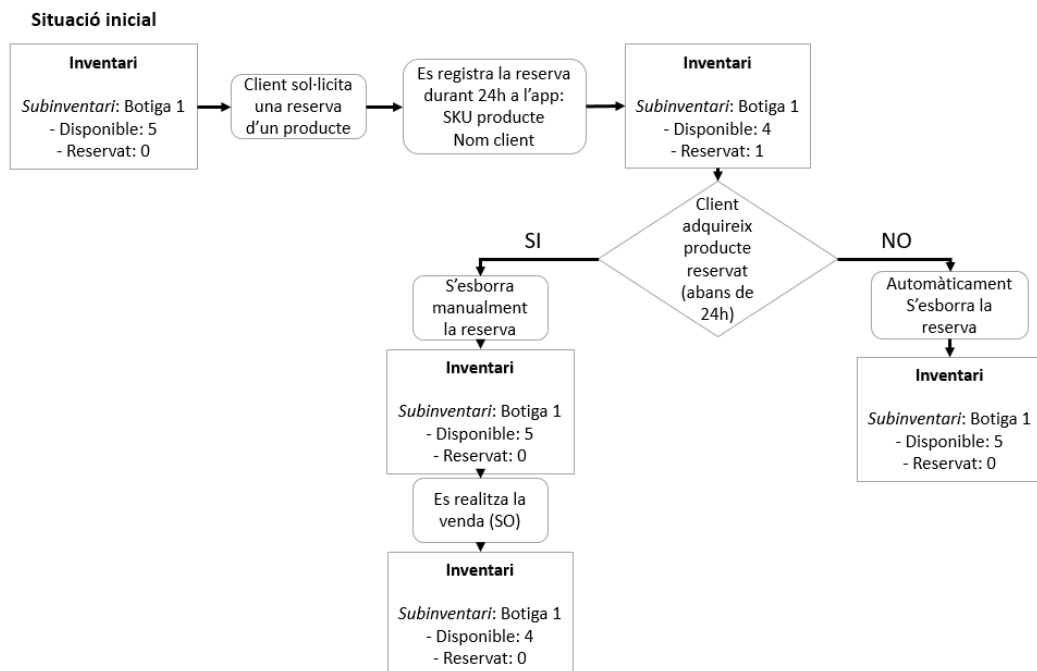 Situació inicial
Inventari
Subinventari: Botiga 1
- Disponible: 5
- Reservat: 0
Client sol·licita
una reserva
d'un producte
Es registra la reserva
durant 24h a l'app:
SKU producte
Nom client
Inventari
Subinventari: Botiga 1
- Disponible: 4
- Reservat: 1
Client
adquireix
producte
reservat
(abans de
24h)
SI
NO
S'esborra
manualment
la reserva
Automàticament
S'esborra la
reserva
Inventari
Subinventari: Botiga 1
- Disponible: 5
- Reservat: 0
Inventari
Subinventari: Botiga 1
- Disponible: 5
- Reservat: 0
Es realitza la
venda (SO)
Inventari
Subinventari: Botiga 1
- Disponible: 4
- Reservat: 0